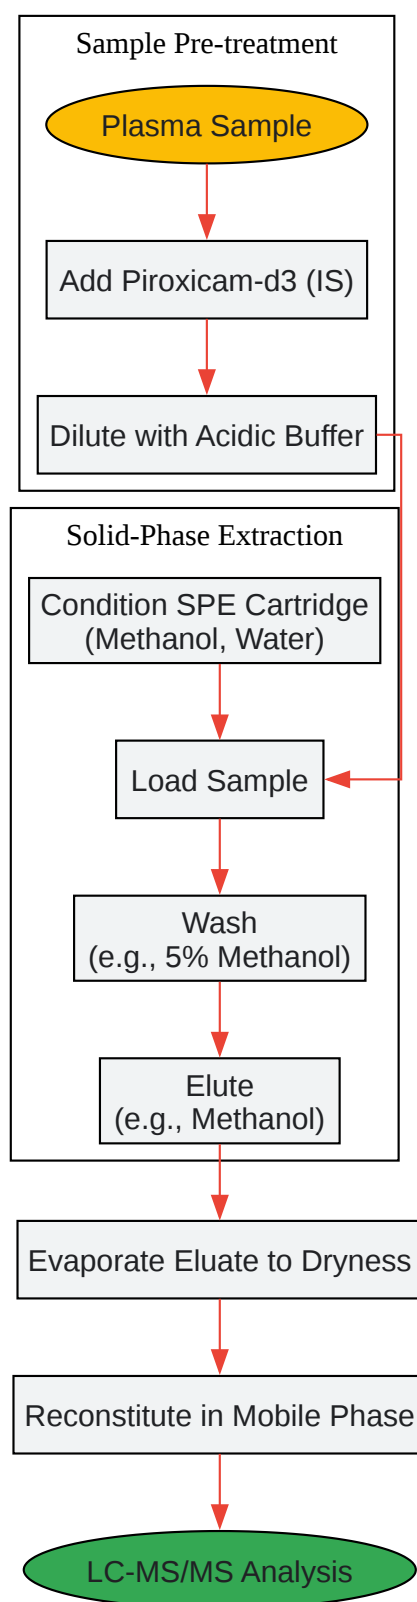 Sample Pre-treatment
Plasma Sample
Add Piroxicam-d3 (IS)
Dilute with Acidic Buffer
Solid-Phase Extraction
Condition SPE Cartridge
(Methanol, Water)
Load Sample
Wash
(e.g., 5% Methanol)
Elute
(e.g., Methanol)
Evaporate Eluate to Dryness
Reconstitute in Mobile Phase
LC-MS/MS Analysis